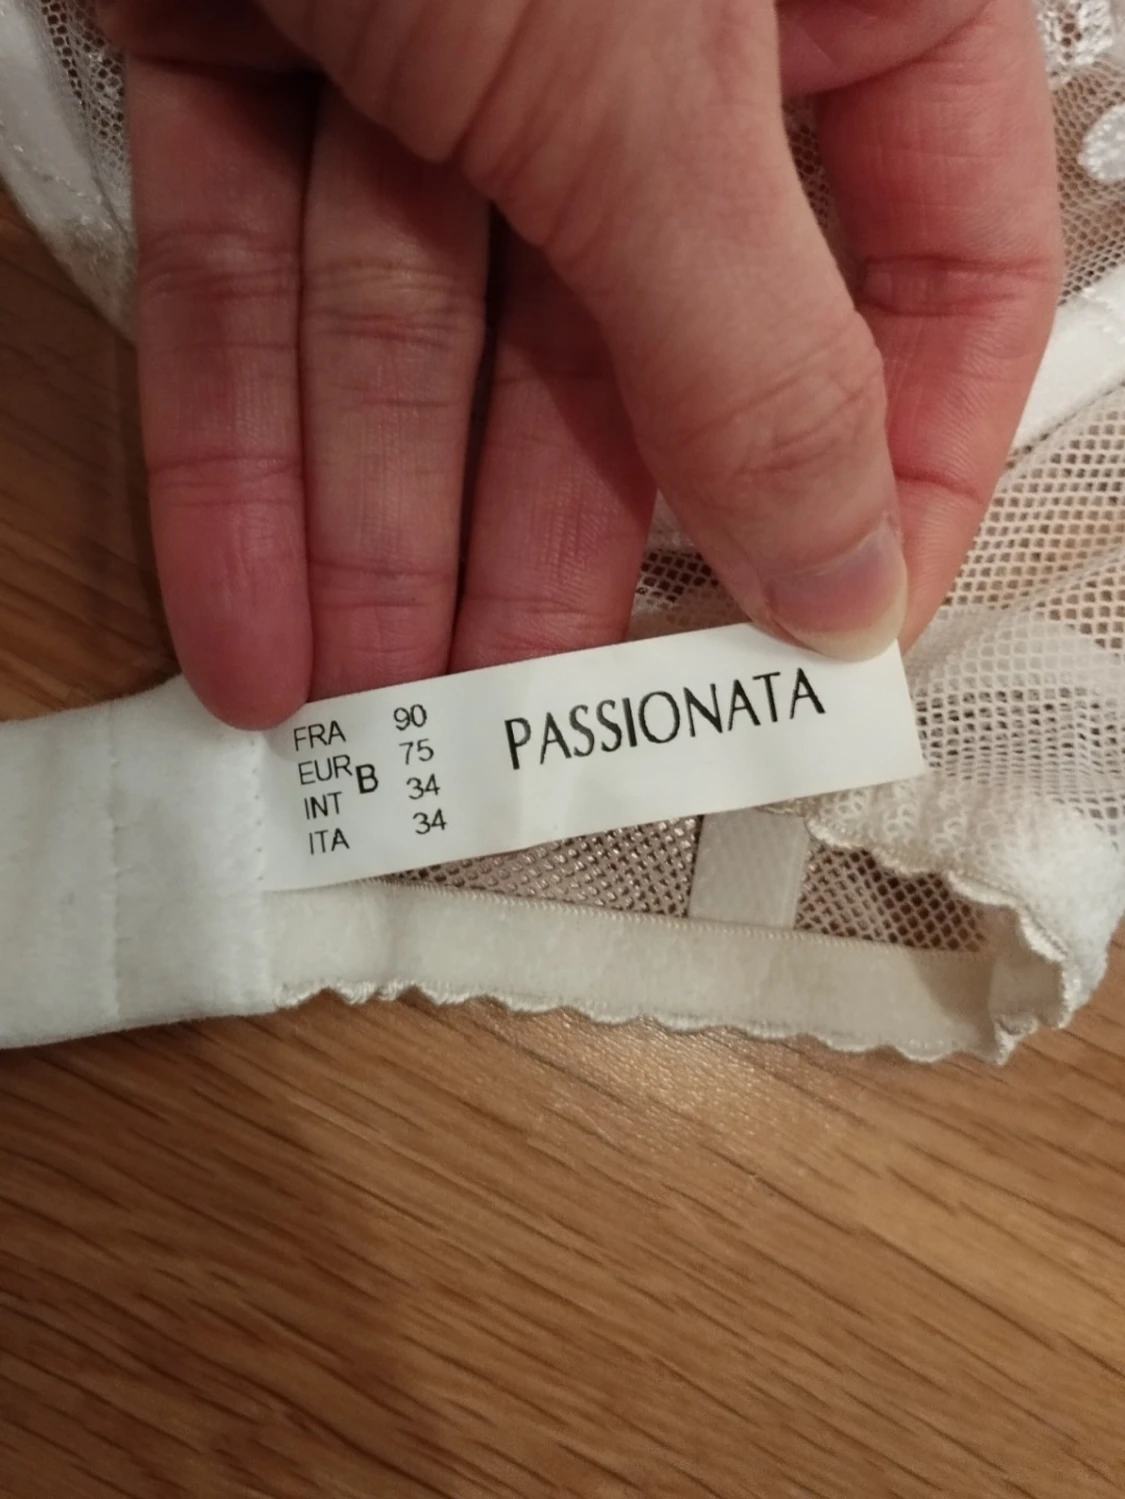 FRA 90
EUR B 75
INT 34
ITA 34
PASSIONATA